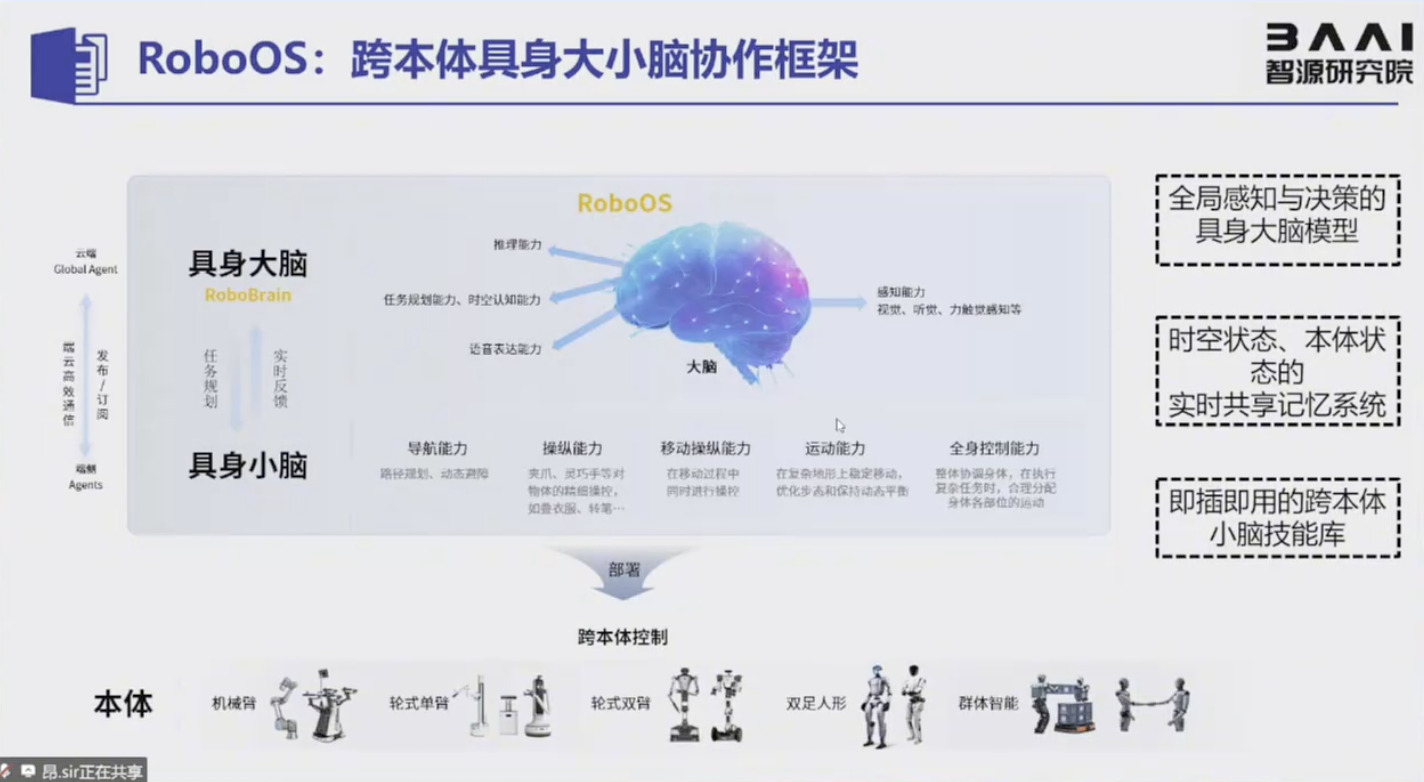 RoboOS：跨本体具身大小脑协作框架
BAAI
智源研究院
RoboOS
云端
Global Agent
端云高效通信
发布/订阅
端侧
Agents
具身大脑
RoboBrain
任务规划
实时反馈
具身小脑
推理能力
任务规划能力、时空认知能力
语音表达能力
大脑
感知能力
视觉、听觉、力触觉感知等
导航能力
路径规划、动态避障
操纵能力
夹爪、灵巧手等对
物体的精细操控，
如叠衣服、转笔…
移动操纵能力
在移动过程中
同时进行操控
运动能力
在复杂地形上稳定移动，
优化步态和保持动态平衡
全身控制能力
整体协调身体，在执行
复杂任务时，合理分配
身体各部位的运动
全局感知与决策的
具身大脑模型
时空状态、本体状
态的
实时共享记忆系统
即插即用的跨本体
小脑技能库
部署
跨本体控制
本体
机械臂
轮式单臂
轮式双臂
双足人形
群体智能
昂.sir正在共享